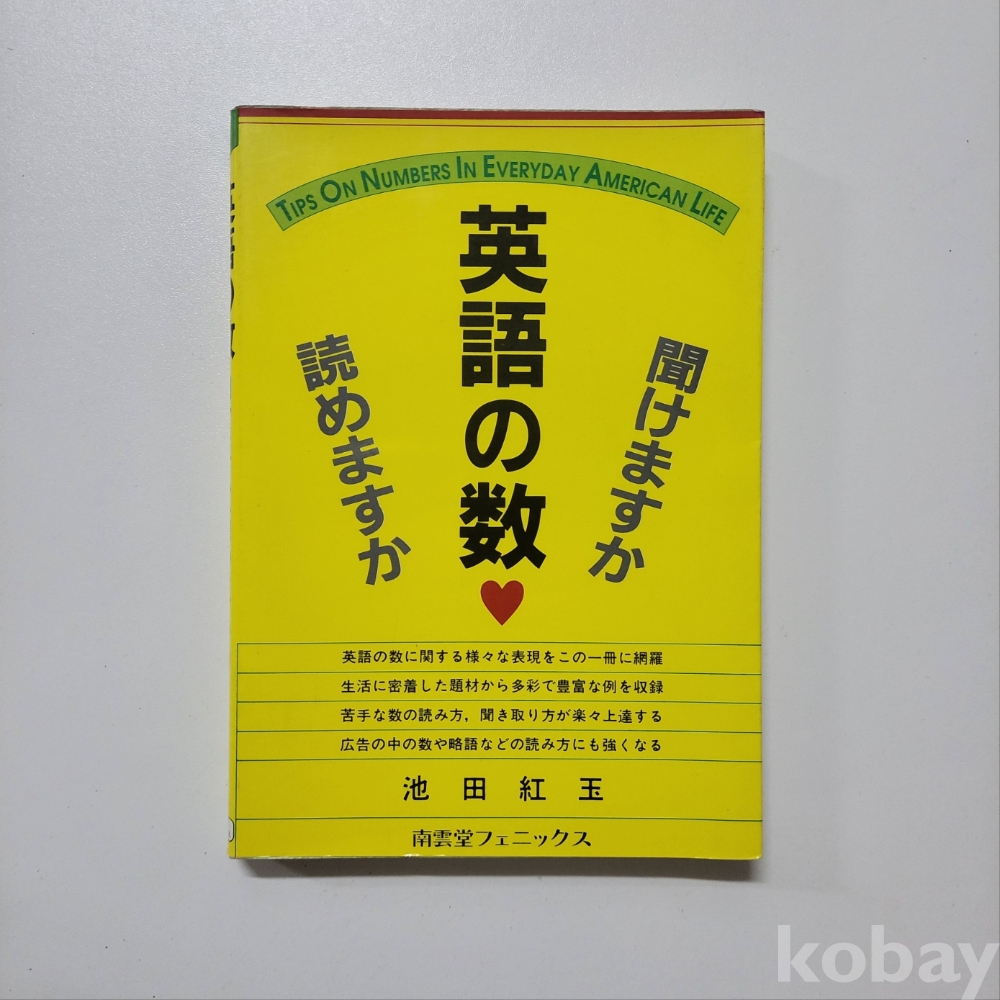 TIPS ON NUMBERS IN EVERYDAY AMERICAN LIFE
英語の数
聞けますか
読めますか
英語の数に関する様々な表現をこの一冊に網羅
生活に密着した題材から多彩で豊富な例を収録
苦手な数の読み方,聞き取り方が楽々上達する
広告の中の数や略語などの読み方にも強くなる
池田紅玉
南雲堂フェニックス
kobay